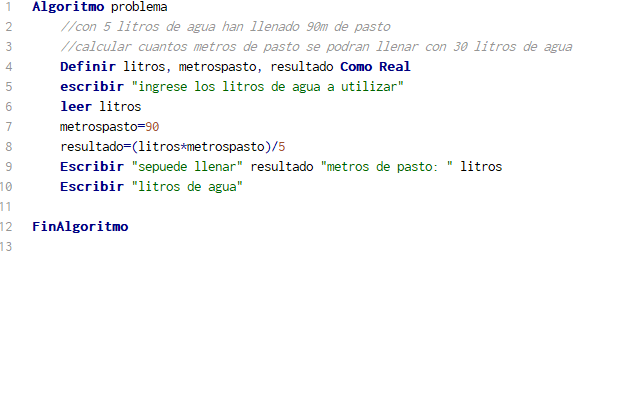 1 Algoritmo problema
2 //con 5 litros de agua han llenado 90m de pasto
3 //calcular cuantos metros de pasto se podran llenar con 30 litros de agua
4 Definir litros, metrospasto, resultado Como Real
5 escribir "ingrese los litros de agua a utilizar"
6 leer litros
7 metrospasto=90
8 resultado=(litros*metrospasto)/5
9 Escribir "sepuede llenar" resultado "metros de pasto: " litros
10 Escribir "litros de agua"
11
12 FinAlgoritmo
13